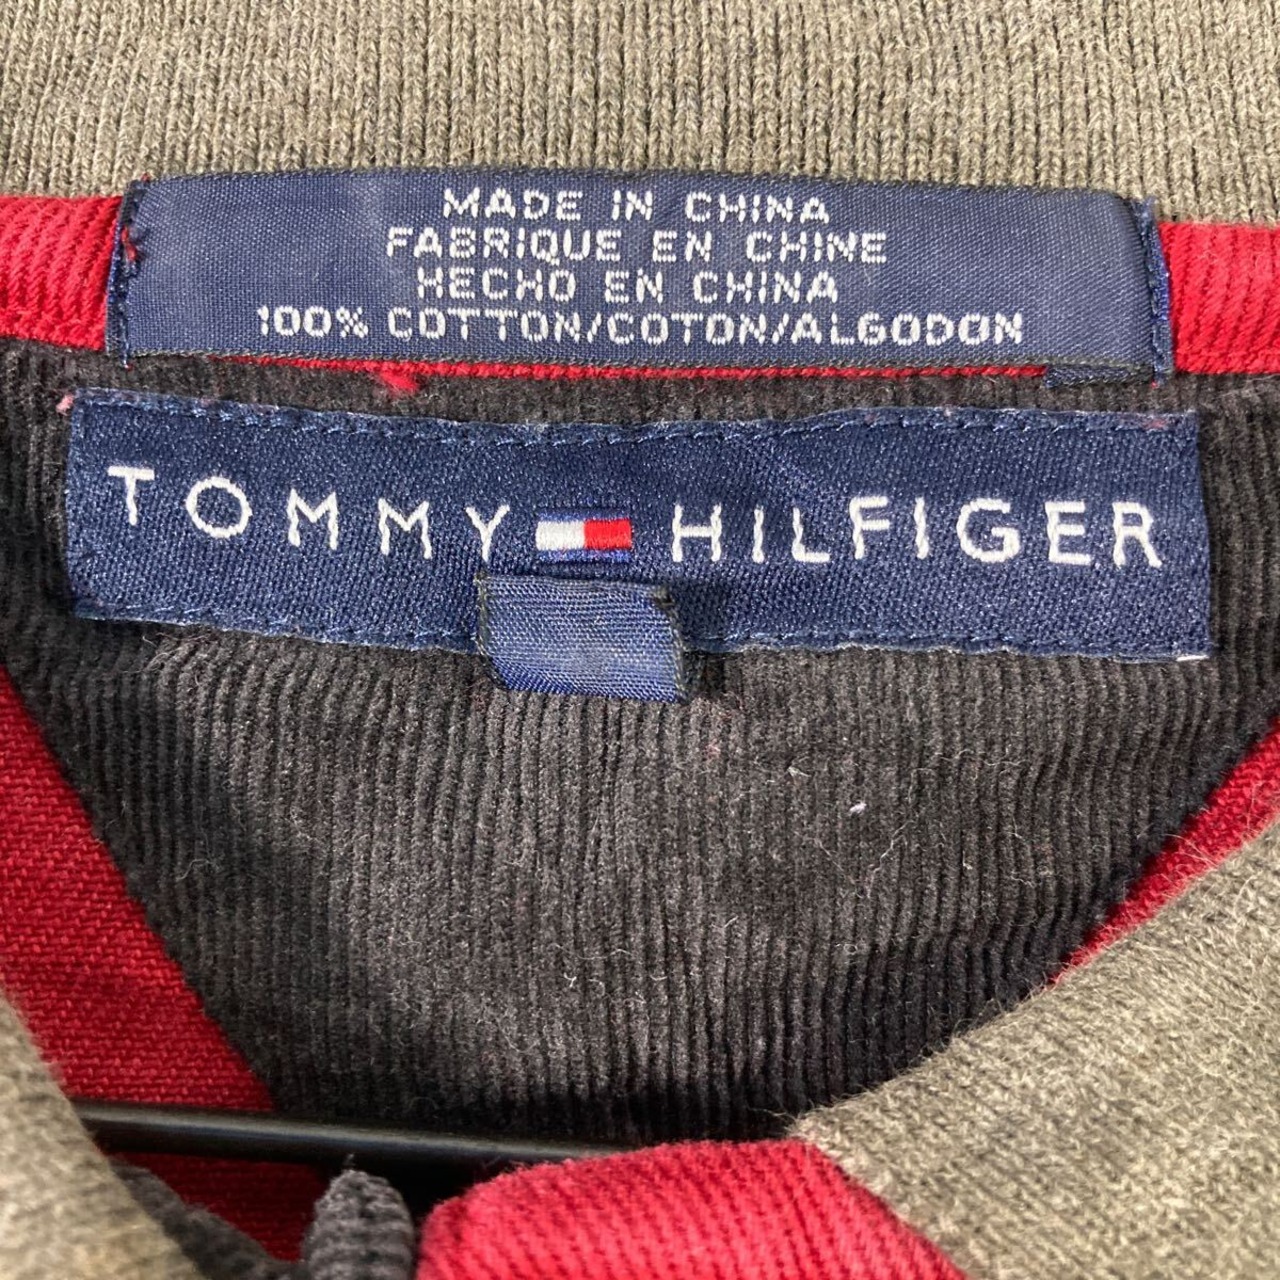 MADE IN CHINA
FABRIQUE EN CHINE
HECHO EN CHINA
100% COTTON/COTON/ALGODON
TOMMY HILFIGER